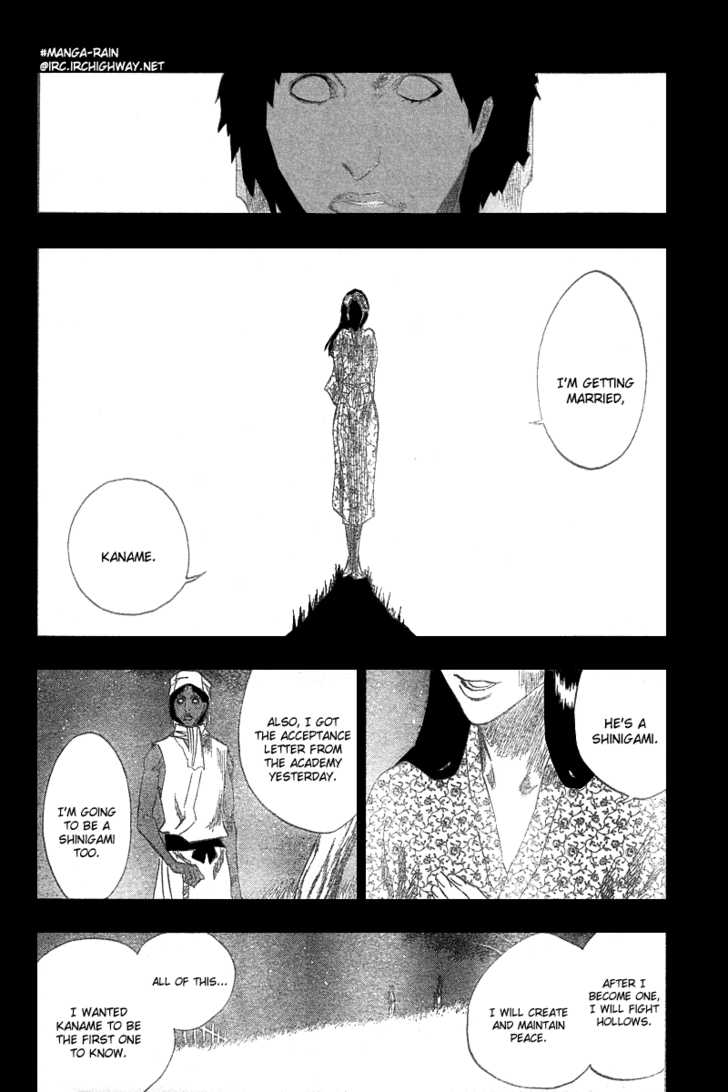 #MANGA-RAIN
@IRC.IRCHIGHWAY.NET
I'M GETTING
MARRIED,
KANAME.
HE'S A
SHINIGAMI.
ALSO, I GOT
THE ACCEPTANCE
LETTER FROM
THE ACADEMY
YESTERDAY.
I'M GOING
TO BE A
SHINIGAMI
TOO.
AFTER I
BECOME ONE,
I WILL FIGHT
HOLLOWS.
I WILL CREATE
AND MAINTAIN
PEACE.
ALL OF THIS...
I WANTED
KANAME TO BE
THE FIRST ONE
TO KNOW.